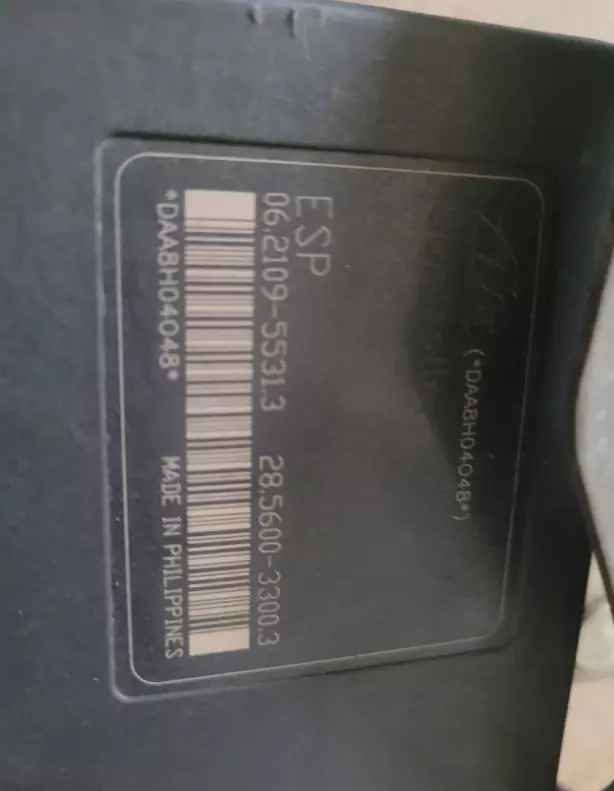 (*DAA8H04048*)
ESP
06.2109-5531.3 28.5600-3300.3
*DAA8H04048*
MADE IN PHILIPPINES